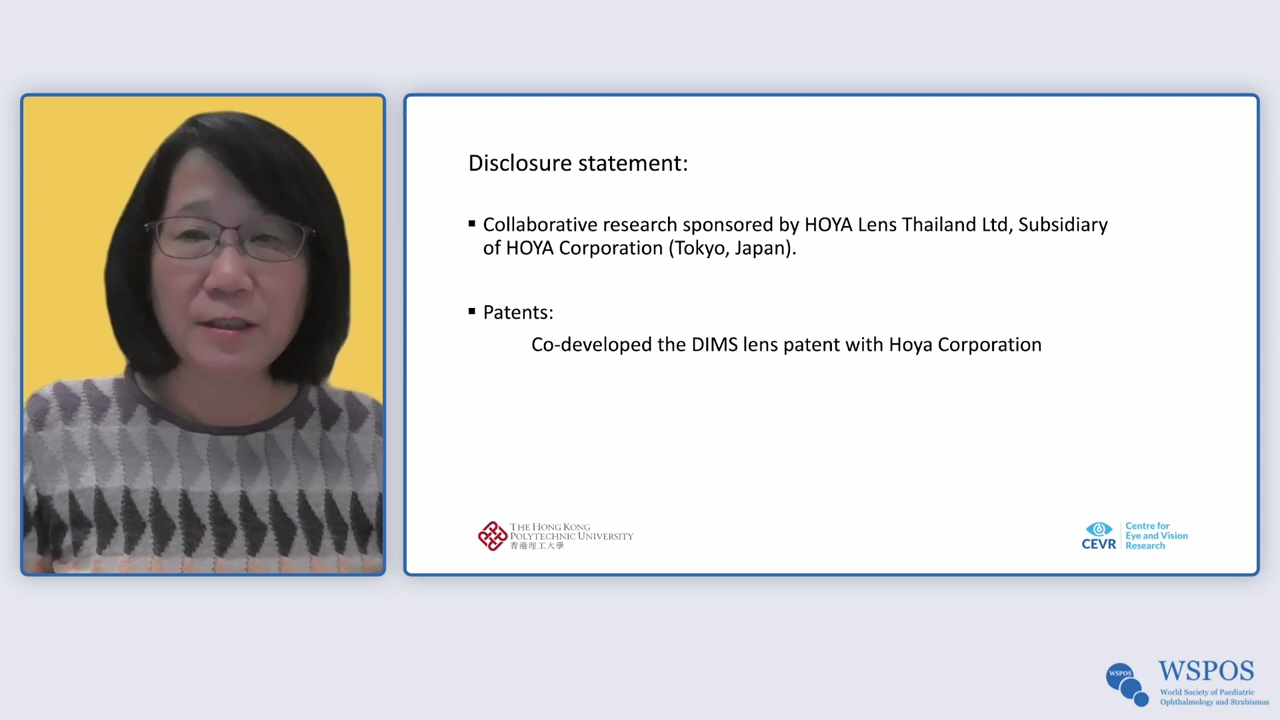 Disclosure statement:
▪ Collaborative research sponsored by HOYA Lens Thailand Ltd, Subsidiary
of HOYA Corporation (Tokyo, Japan).
▪ Patents:
Co-developed the DIMS lens patent with Hoya Corporation
THE HONG KONG
POLYTECHNIC UNIVERSITY
香港理工大學
CEVR
Centre for
Eye and Vision
Research
WSPOS
WSPOS
World Society of Paediatric
Ophthalmology and Strabismus